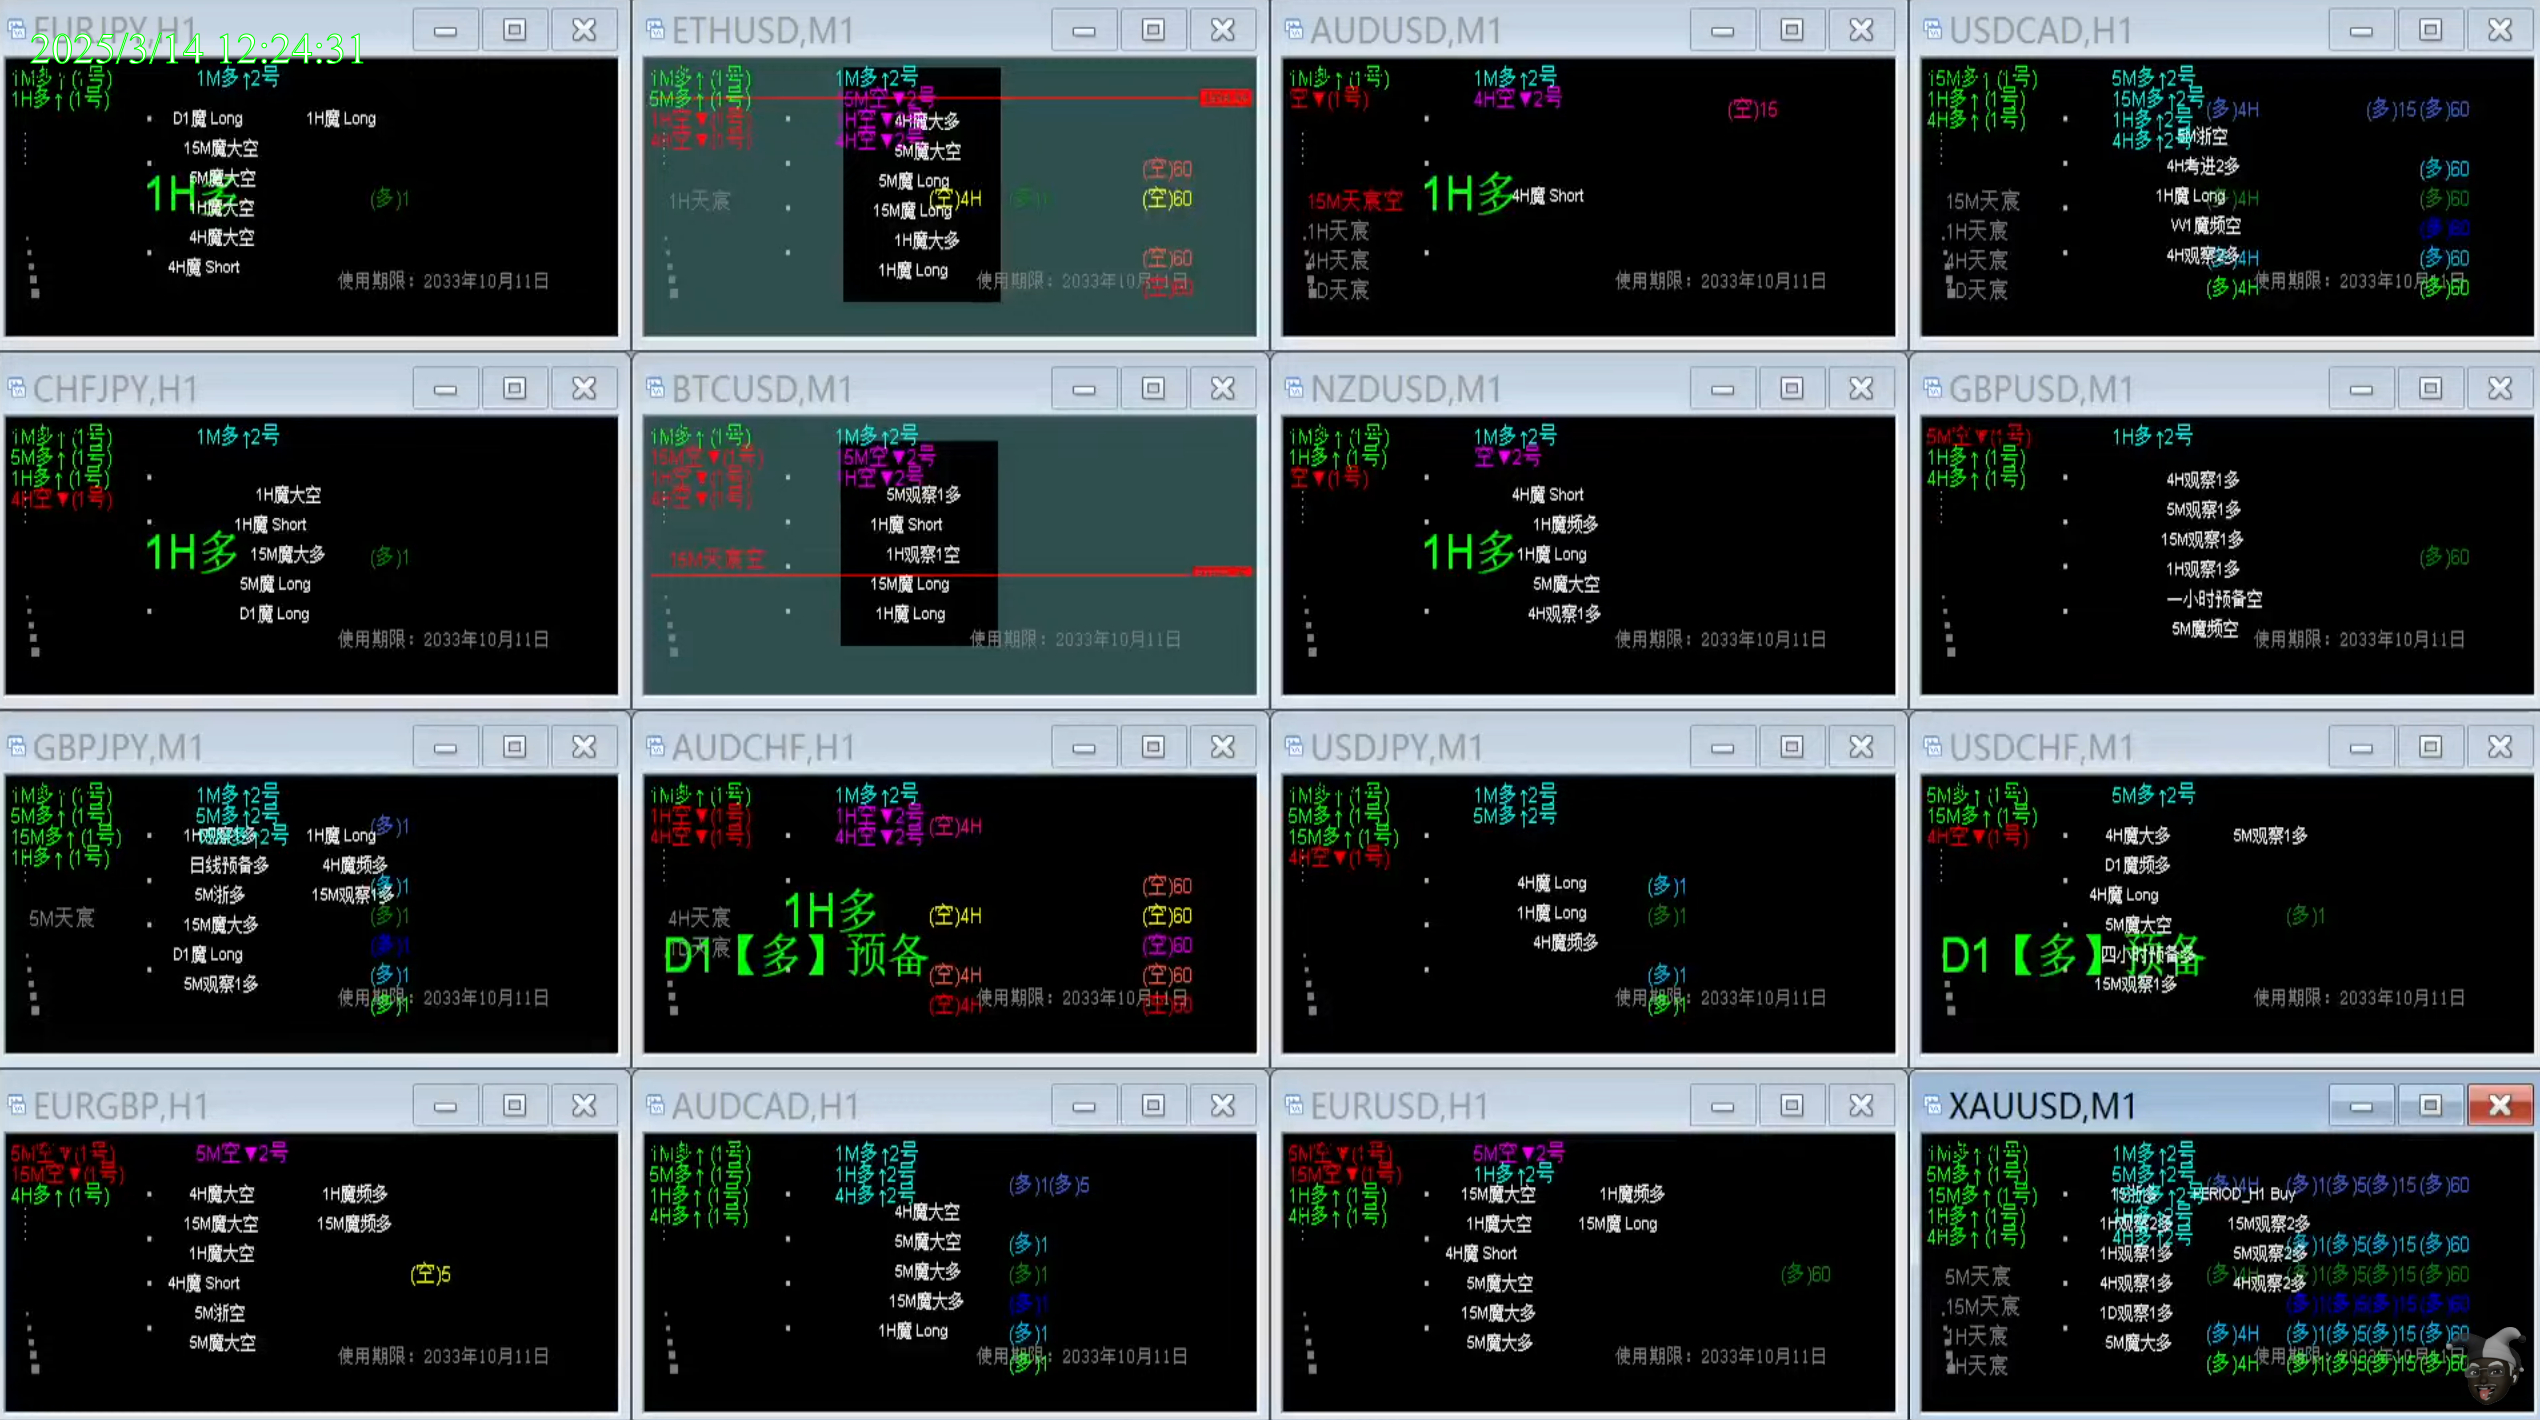 EURJPY,H1
2025/3/14 12:24:31
1M多↑(1号) 1M多↑2号
1H多↑(1号)
D1魔 Long 1H魔 Long
15M魔大空
5M魔大空
1H多 (多)1
1H魔大空
4H魔大空
4H魔 Short
使用期限：2033年10月11日
ETHUSD,M1
1M多↑(1号) 1M多↑2号
5M多↑(1号) 5M空▼2号
1H空▼(1号) 1H空▼2号 4H魔大多
4H空▼(1号) 4H空▼2号
5M魔大空
(空)60
5M魔 Long
1H天宸 (空)4H (多)1 (空)60
15M魔 Long
1H魔大多
(空)60
1H魔 Long
使用期限：2033年10月11日
AUDUSD,M1
1M多↑(1号) 1M多↑2号
空▼(1号) 4H空▼2号
(空)15
15M天宸空 1H多 4H魔 Short
1H天宸
4H天宸
1D天宸
使用期限：2033年10月11日
USDCAD,H1
15M多↑(1号) 5M多↑2号
1H多↑(1号) 15M多↑2号 (多)4H (多)15(多)60
4H多↑(1号) 1H多↑2号
4H多↑2号 5M浙空
4H考进2多 (多)60
15M天宸 1H魔 Long (多)4H (多)60
1H天宸 W1魔频空 (多)60
4H天宸 4H观察2多 (多)4H (多)60
1D天宸 (多)4H (多)60
使用期限：2033年10月11日
CHFJPY,H1
1M多↑(1号) 1M多↑2号
5M多↑(1号)
1H多↑(1号)
4H空▼(1号)
1H魔大空
1H魔 Short
1H多 15M魔大多 (多)1
5M魔 Long
D1魔 Long
使用期限：2033年10月11日
BTCUSD,M1
1M多↑(1号) 1M多↑2号
15M空▼(1号) 15M空▼2号
1H空▼(1号) 1H空▼2号
4H空▼(1号) 5M观察1多
1H魔 Short
15M天宸空 1H观察1空
15M魔 Long
1H魔 Long
使用期限：2033年10月11日
NZDUSD,M1
1M多↑(1号) 1M多↑2号
1H多↑(1号) 空▼2号
空▼(1号)
4H魔 Short
1H魔频多
1H多 1H魔 Long
5M魔大空
4H观察1多
使用期限：2033年10月11日
GBPUSD,M1
5M空▼(1号) 1H多↑2号
1H多↑(1号)
4H多↑(1号) 4H观察1多
5M观察1多
15M观察1多
(多)60
1H观察1多
一小时预备空
5M魔频空
使用期限：2033年10月11日
GBPJPY,M1
1M多↑(1号) 1M多↑2号
5M多↑(1号) 5M多↑2号
15M多↑(1号) 1H魔 Long (多)1
1H多↑(1号)
日线预备多 4H魔频多
5M浙多 15M观察1多 (多)1
5M天宸 15M魔大多 (多)1
D1魔 Long (多)1
5M观察1多 (多)1
(多)1
使用期限：2033年10月11日
AUDCHF,H1
1M多↑(1号) 1M多↑2号
1H空▼(1号) 1H空▼2号
4H空▼(1号) 4H空▼2号 (空)4H
(空)60
4H天宸 1H多 (空)4H (空)60
D1【多】预备 (空)60
(空)4H (空)60
(空)4H (空)60
使用期限：2033年10月11日
USDJPY,M1
1M多↑(1号) 1M多↑2号
5M多↑(1号) 5M多↑2号
15M多↑(1号)
4H空▼(1号)
4H魔 Long (多)1
1H魔 Long (多)1
4H魔频多
(多)1
(多)1
使用期限：2033年10月11日
USDCHF,M1
5M多↑(1号) 5M多↑2号
15M多↑(1号)
4H空▼(1号) 4H魔大多 5M观察1多
D1魔频多
4H魔 Long
5M魔大空 (多)1
D1【多】预备
四小时预备多
15M观察1多
使用期限：2033年10月11日
EURGBP,H1
5M空▼(1号) 5M空▼2号
15M空▼(1号)
4H多↑(1号) 4H魔大空 1H魔频多
15M魔大空 15M魔频多
1H魔大空
(空)5
4H魔 Short
5M浙空
5M魔大空
使用期限：2033年10月11日
AUDCAD,H1
1M多↑(1号) 1M多↑2号
5M多↑(1号) 1H多↑2号
1H多↑(1号) 4H多↑2号 (多)1(多)5
4H多↑(1号) 4H魔大空
5M魔大空 (多)1
5M魔大多 (多)1
15M魔大多 (多)1
1H魔 Long (多)1
(多)1
使用期限：2033年10月11日
EURUSD,H1
5M空▼(1号) 5M空▼2号
15M空▼(1号) 1H多↑2号
1H多↑(1号) 15M魔大空 1H魔频多
4H多↑(1号) 1H魔大空 15M魔 Long
4H魔 Short
(多)60
5M魔大空
15M魔大多
5M魔大多
使用期限：2033年10月11日
XAUUSD,M1
1M多↑(1号) 1M多↑2号
5M多↑(1号) 5M多↑2号
15M多↑(1号) PERIOD_H1 Buy (多)4H (多)1(多)5(多)15(多)60
1H多↑(1号) 1H观察2多 15M观察2多
4H多↑(1号) 4H多↑2号 (多)1(多)5(多)15(多)60
1H观察1多 5M观察2多
5M天宸 4H观察1多 (多)4H 4H观察2多 (多)1(多)5(多)15(多)60
15M天宸 1D观察1多 (多)1(多)5(多)15(多)60
1H天宸 5M魔大多 (多)4H (多)1(多)5(多)15(多)60
4H天宸 (多)4H (多)1(多)5(多)15(多)60
使用期限：2033年10月11日